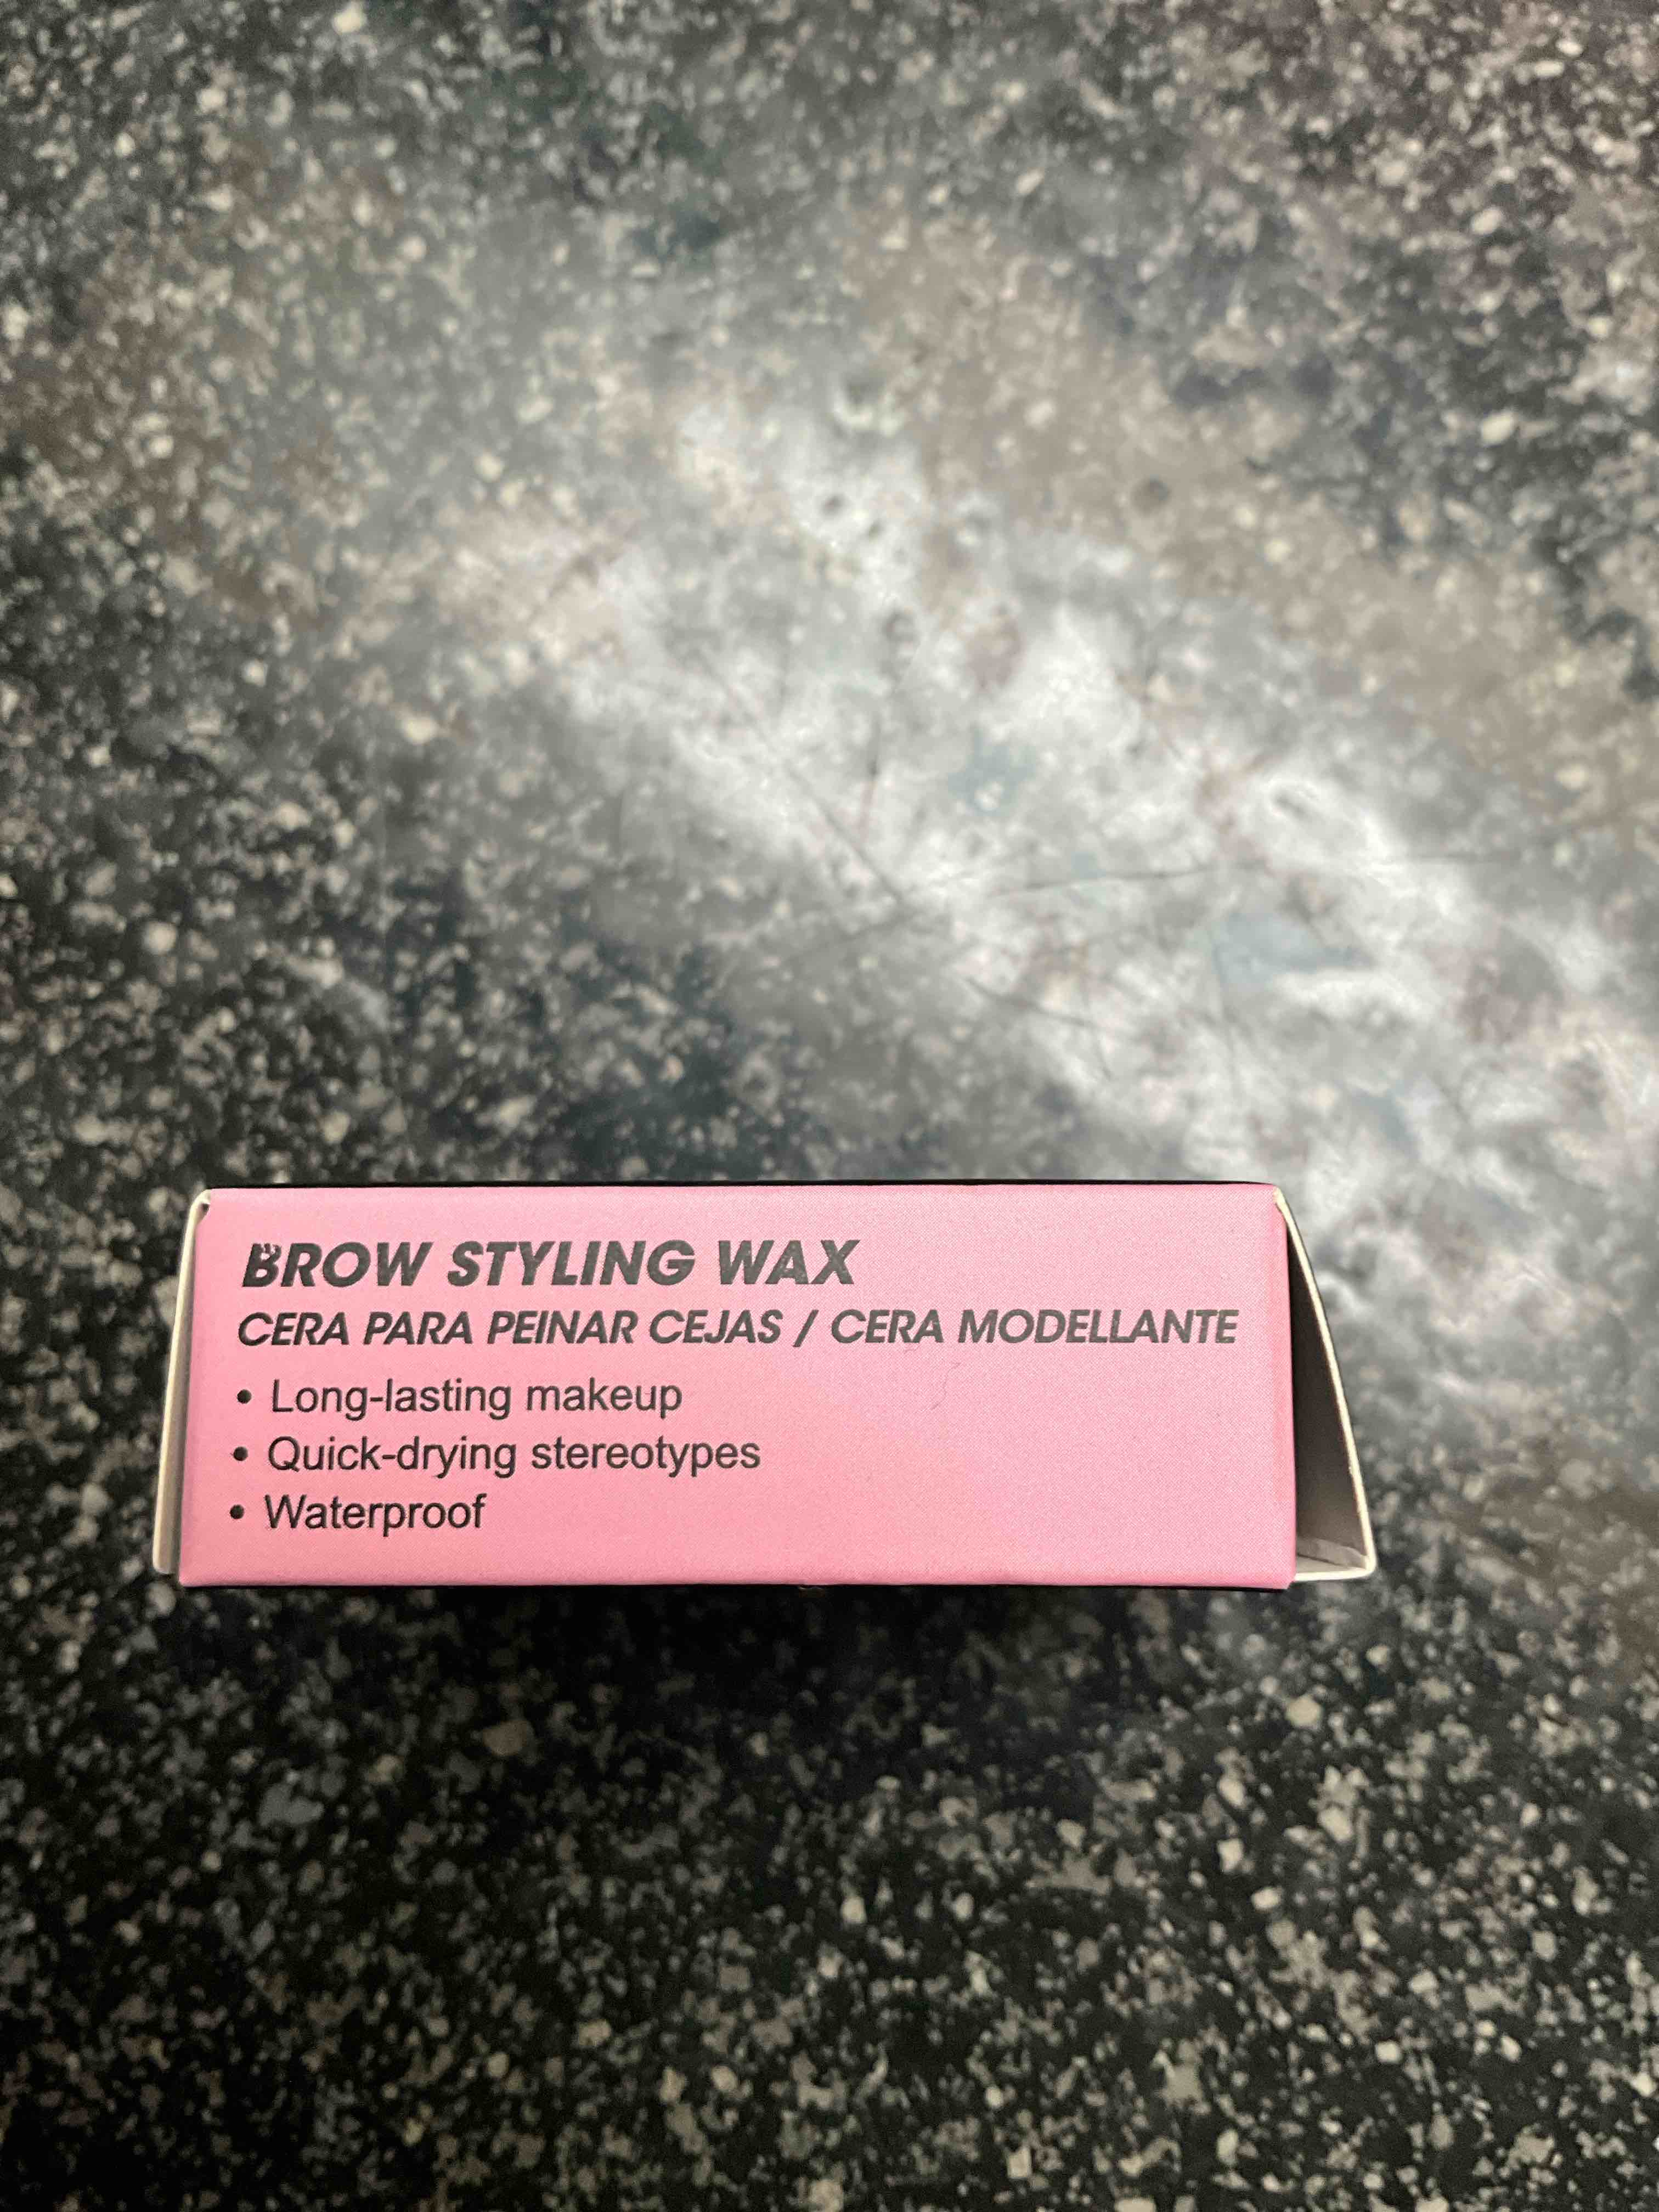 BROW STYLING WAX
CERA PARA PEINAR CEJAS / CERA MODELLANTE
• Long-lasting makeup
• Quick-drying stereotypes
• Waterproof